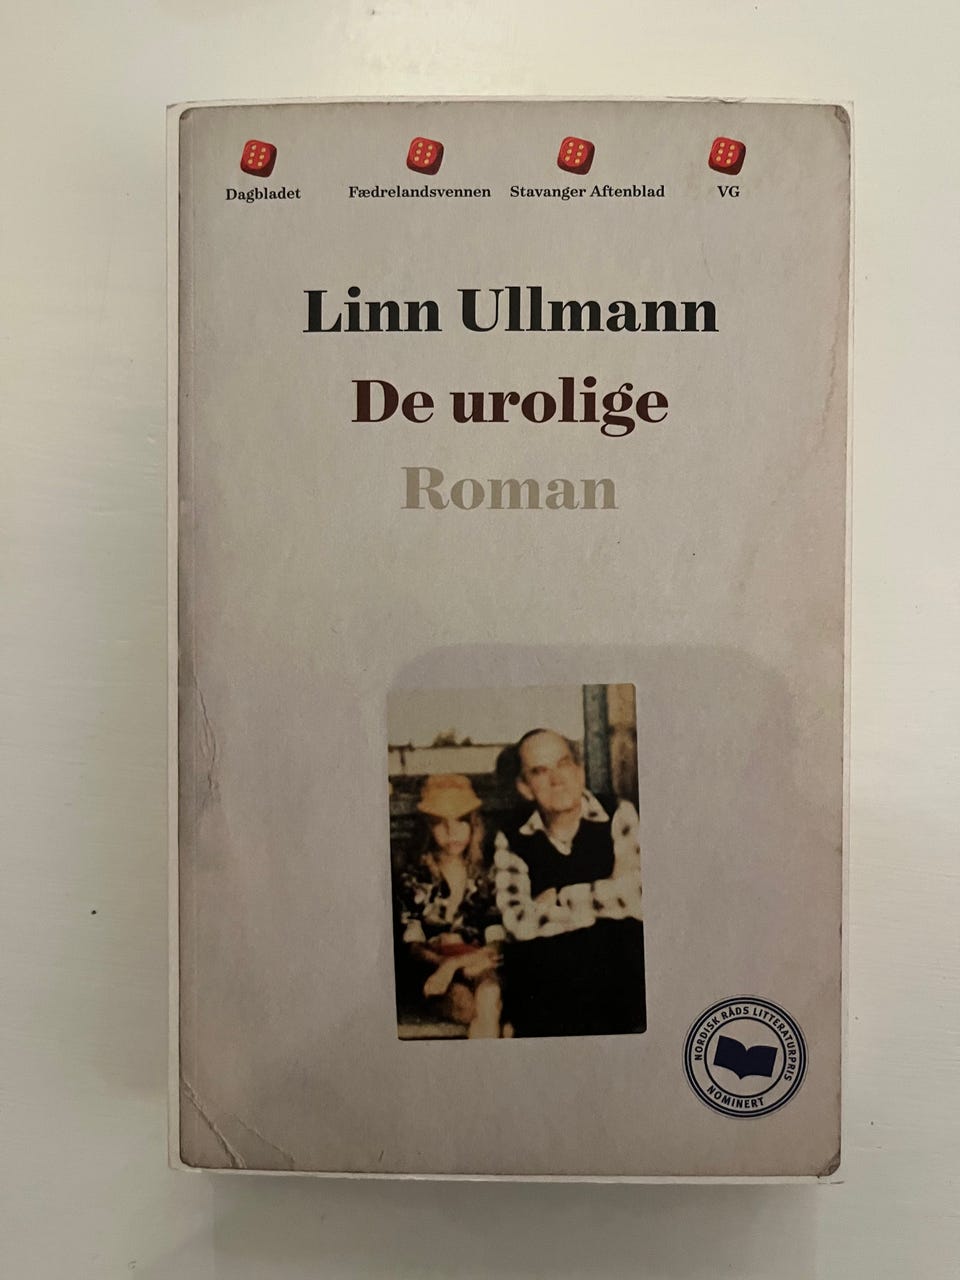 Dagbladet Fædrelandsvennen Stavanger Aftenblad VG
Linn Ullmann
De urolige
Roman
NORDISK RÅDS LITTERATURPRIS
NOMINERT